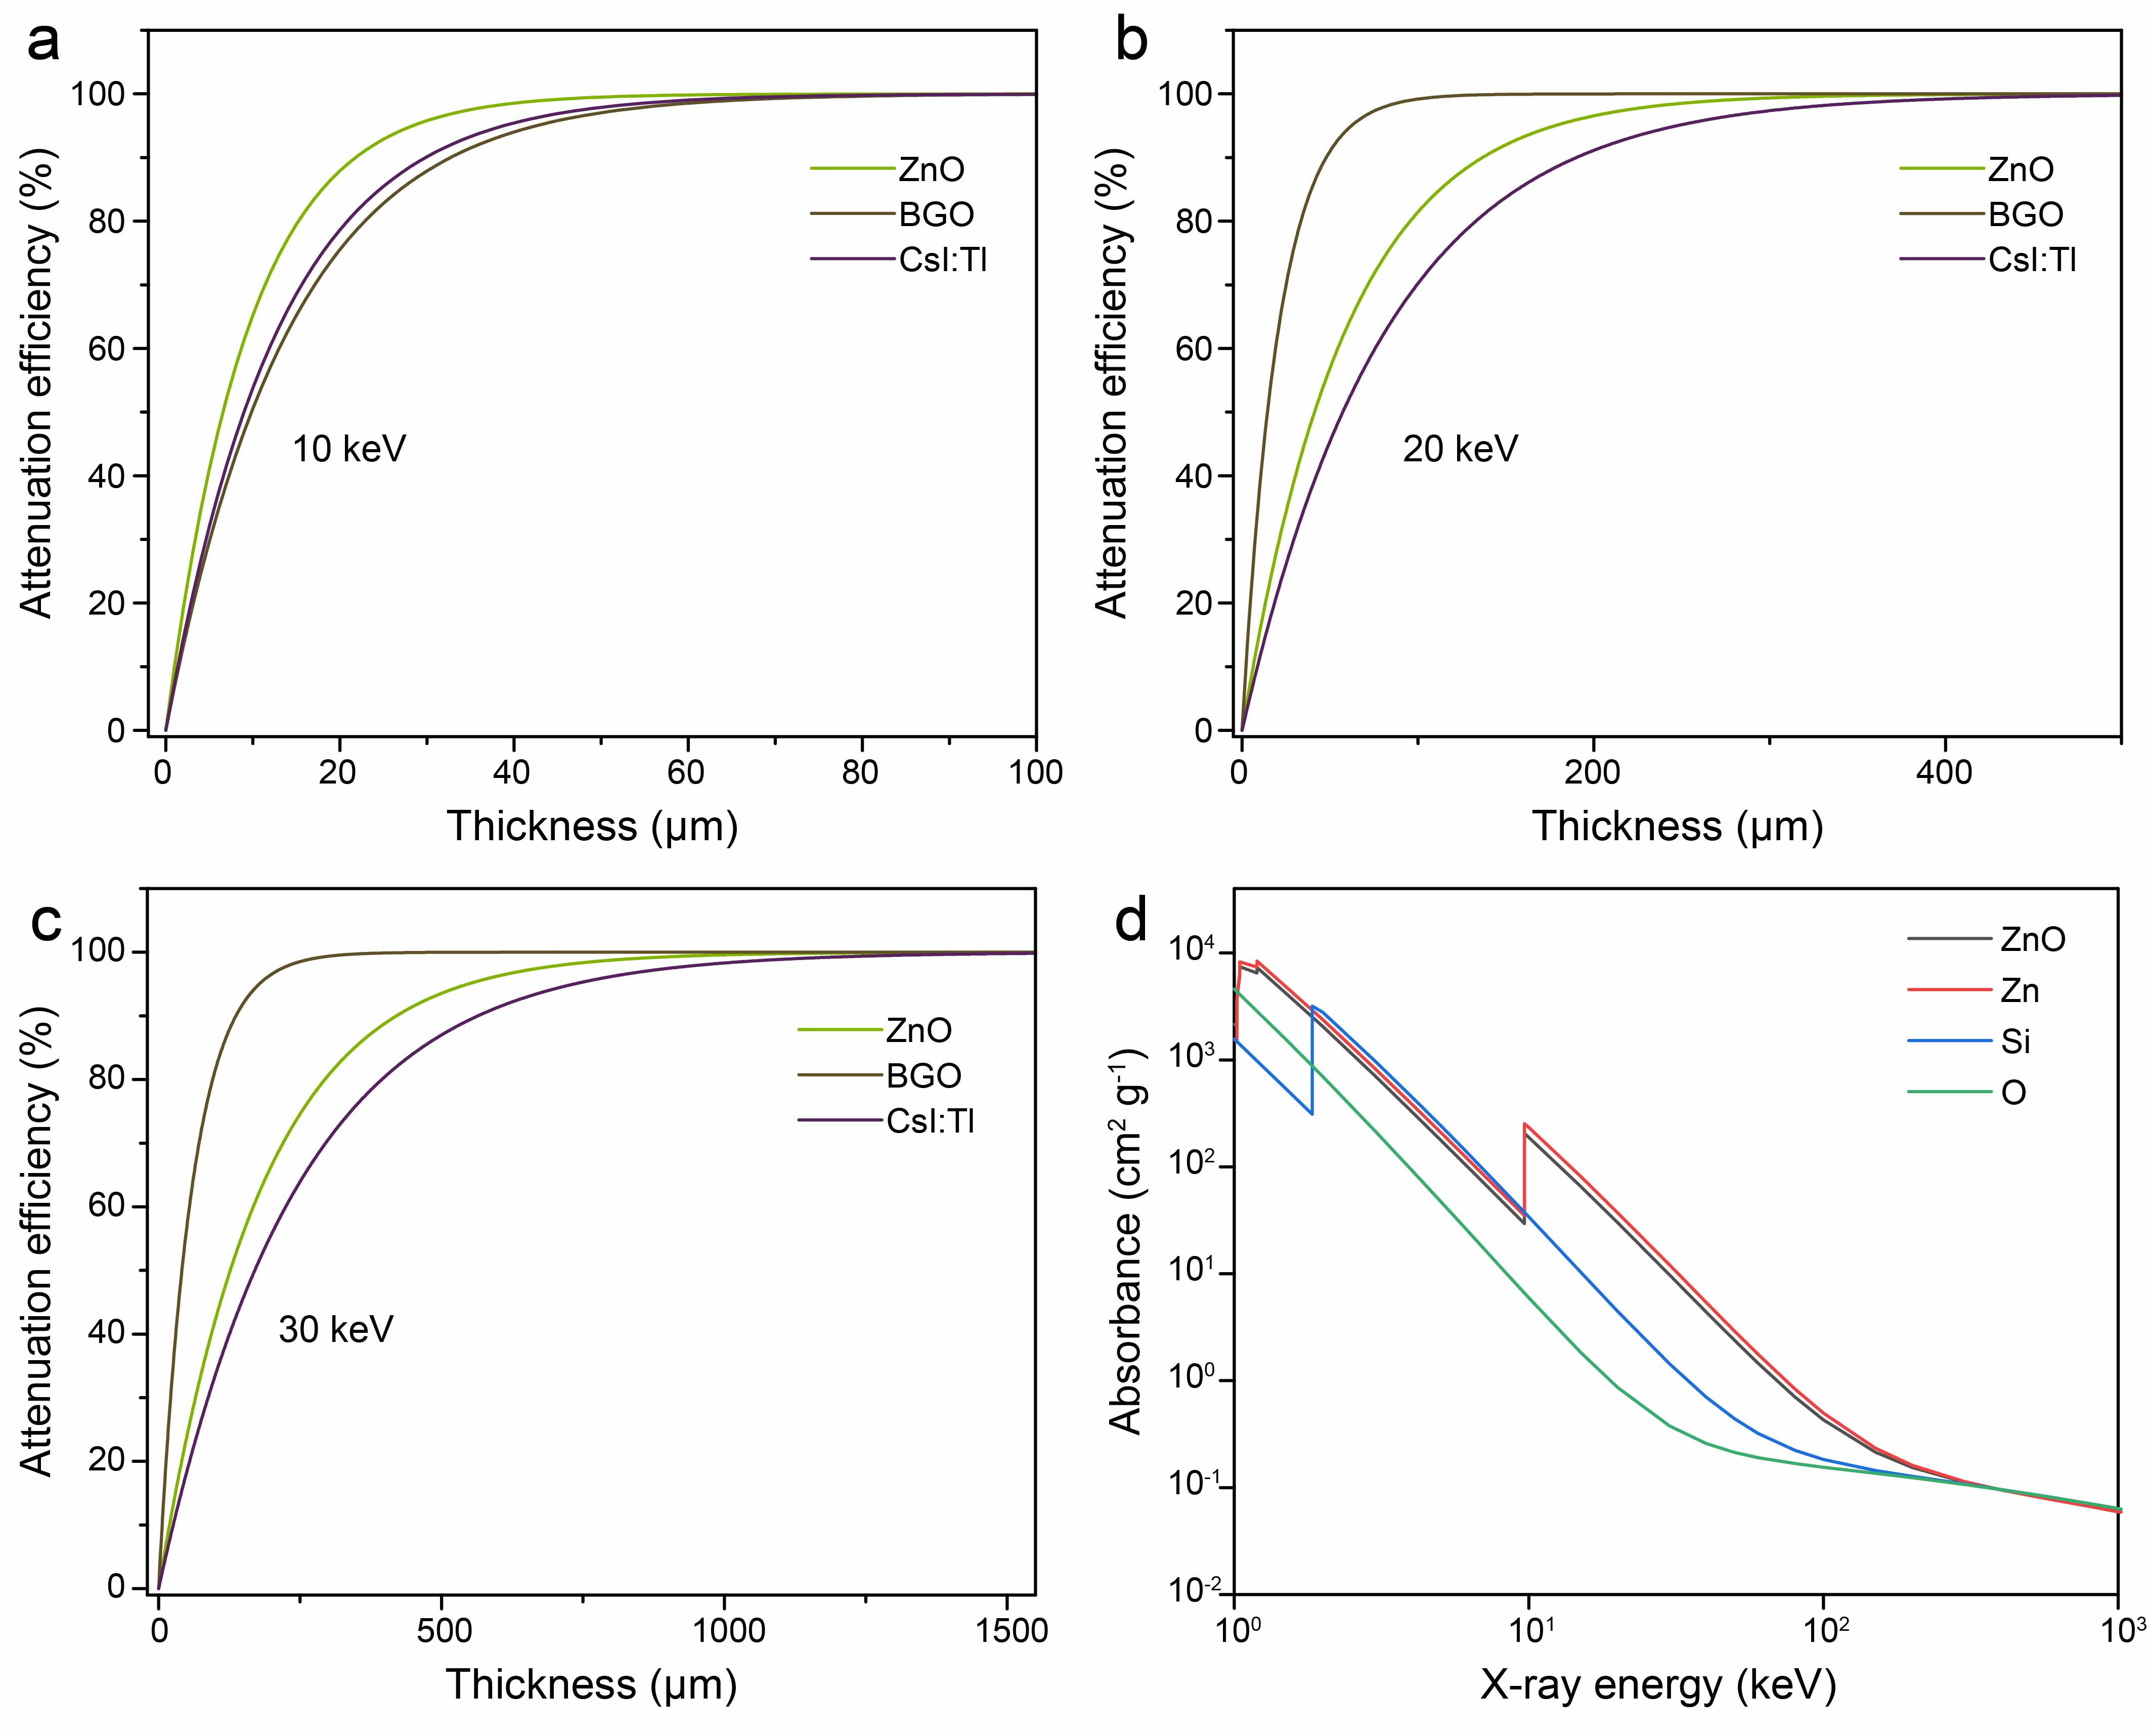 a
Attenuation efficiency (%)
100
80
60
40
20
0
ZnO
BGO
CsI:Tl
10 keV
0 20 40 60 80 100
Thickness (µm)
b
Attenuation efficiency (%)
100
80
60
40
20
0
ZnO
BGO
CsI:Tl
20 keV
0 200 400
Thickness (µm)
c
Attenuation efficiency (%)
100
80
60
40
20
0
ZnO
BGO
CsI:Tl
30 keV
0 500 1000 1500
Thickness (µm)
d
Absorbance (cm² g⁻¹)
10⁴
10³
10²
10¹
10⁰
10⁻¹
10⁻²
ZnO
Zn
Si
O
10⁰ 10¹ 10² 10³
X-ray energy (keV)